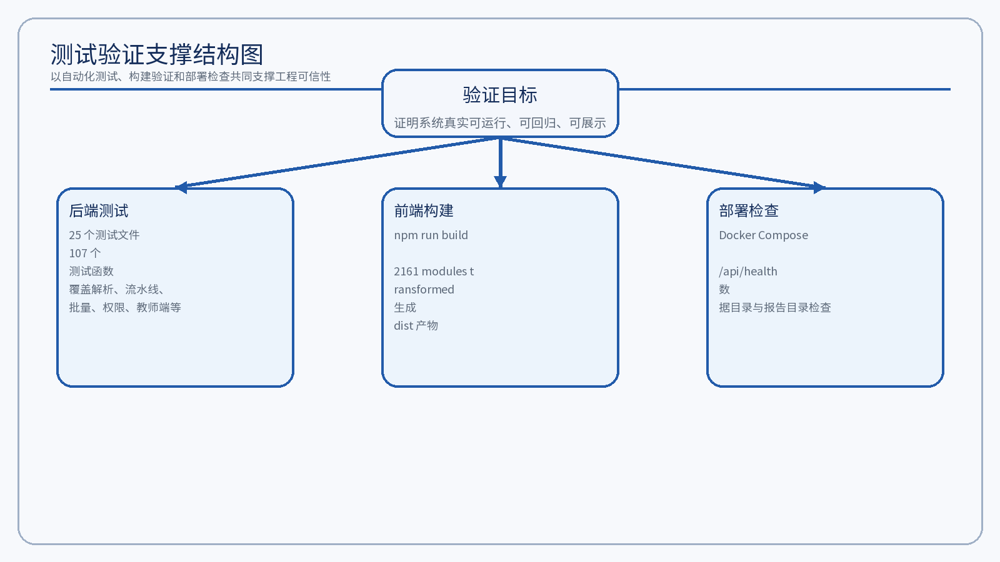 测试验证支撑结构图
以自动化测试、构建验证和部署检查共同支撑工程可信性
验证目标
证明系统真实可运行、可回归、可展示
后端测试
25 个测试文件
107 个
测试函数
覆盖解析、流水线、
批量、权限、教师端等
前端构建
npm run build
2161 modules t
ransformed
生成
dist 产物
部署检查
Docker Compose
/api/health
数
据目录与报告目录检查